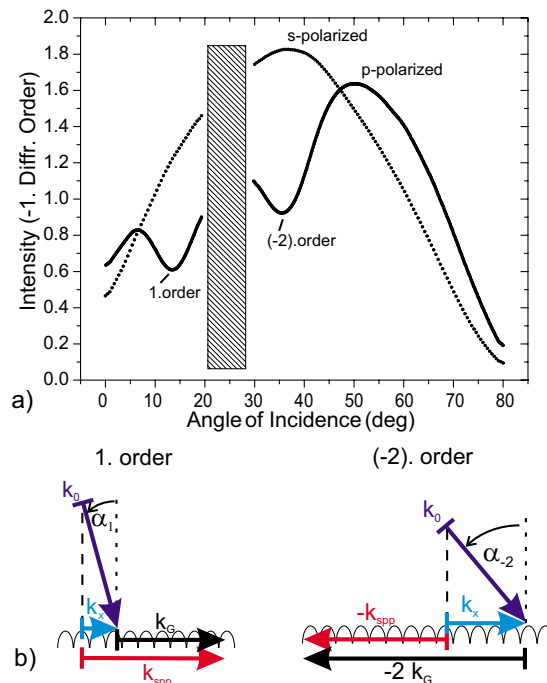 s-polarized
p-polarized
(-2).order
1.order
2.0
1.8
1.6
1.4
1.2
1.0
0.8
0.6
0.4
0.2
0.0
Intensity (-1. Diffr. Order)
0 10 20 30 40 50 60 70 80
a) Angle of Incidence (deg)
1. order (-2). order
k0 α1 kx kG kspp
k0 α-2 kx -kspp -2 kG
b)